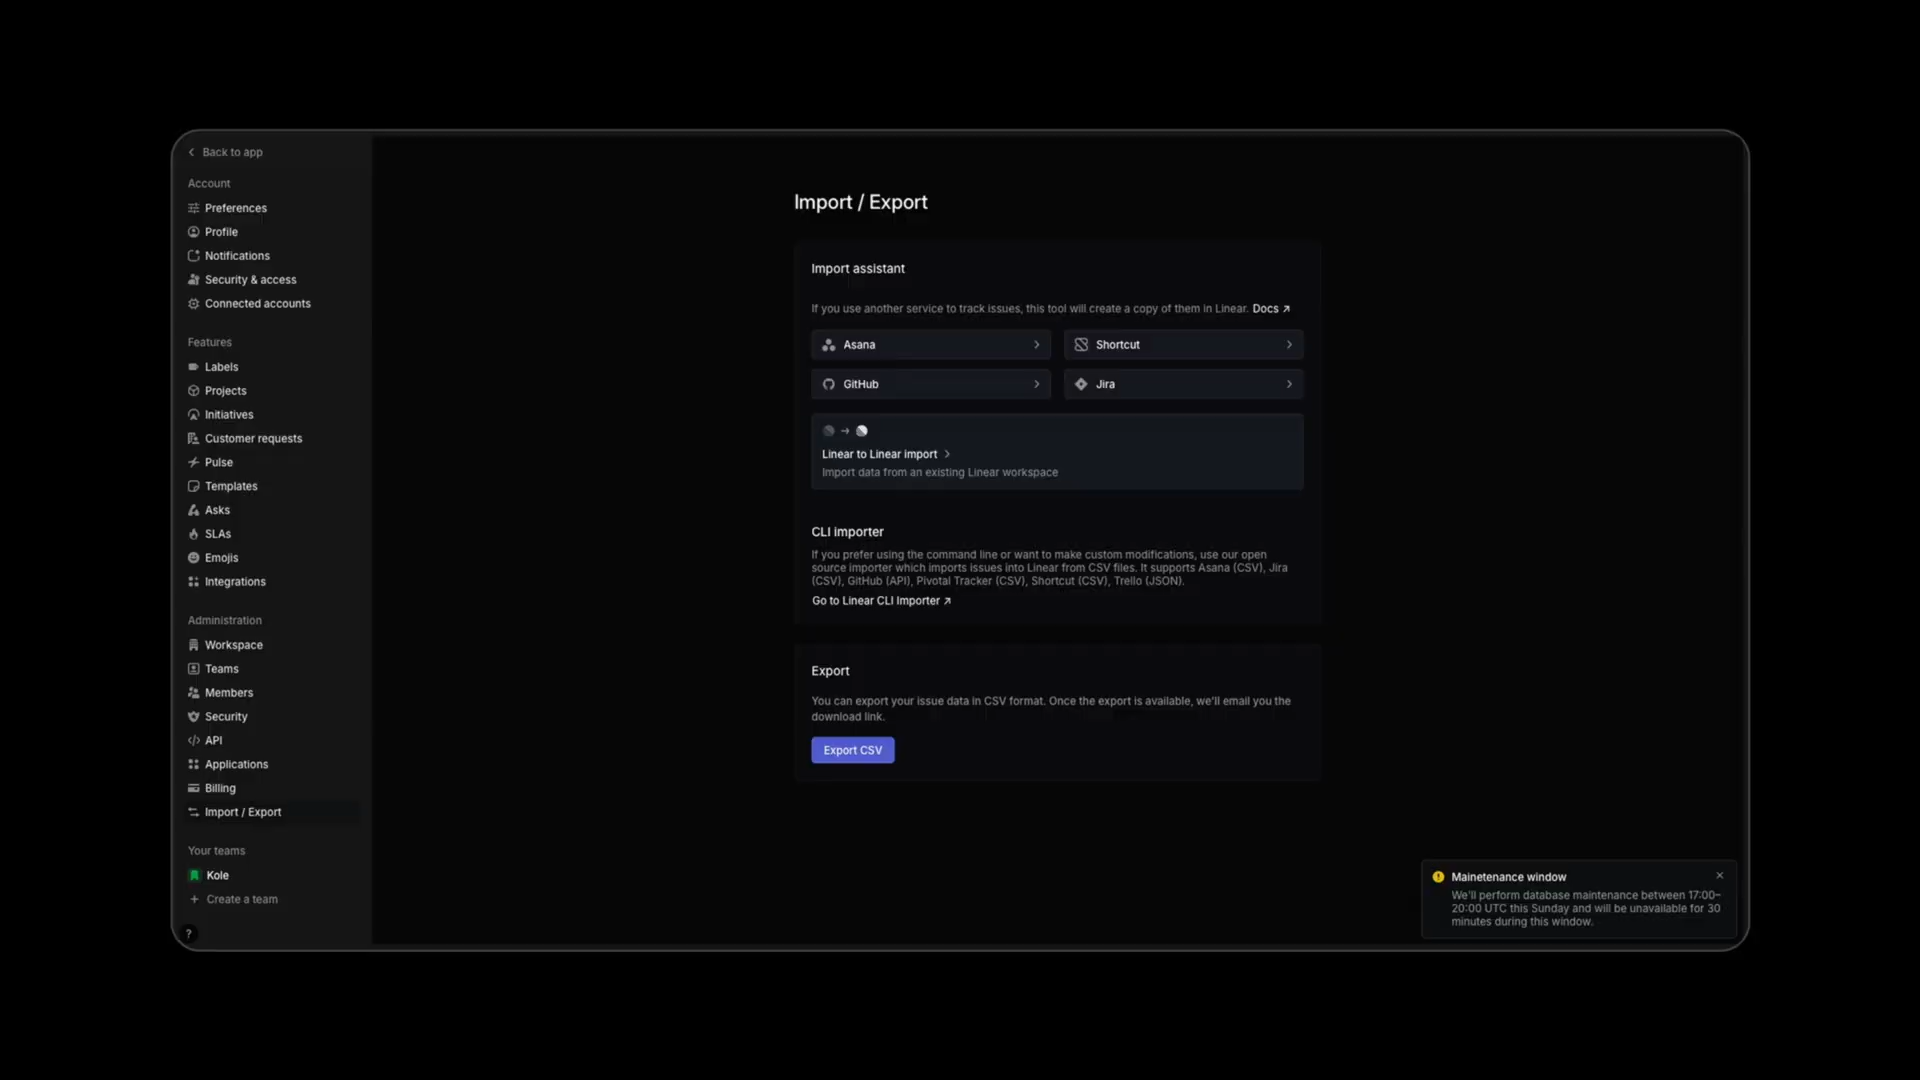 Back to app
Account
Preferences
Profile
Notifications
Security & access
Connected accounts
Features
Labels
Projects
Initiatives
Customer requests
Pulse
Templates
Asks
SLAs
Emojis
Integrations
Administration
Workspace
Teams
Members
Security
API
Applications
Billing
Import / Export
Your teams
Kole
+ Create a team
?
Import / Export
Import assistant
If you use another service to track issues, this tool will create a copy of them in Linear. Docs ↗
Asana
Shortcut
GitHub
Jira
Linear to Linear import
Import data from an existing Linear workspace
CLI importer
If you prefer using the command line or want to make custom modifications, use our open
source importer which imports issues into Linear from CSV files. It supports Asana (CSV), Jira
(CSV), GitHub (API), Pivotal Tracker (CSV), Shortcut (CSV), Trello (JSON).
Go to Linear CLI Importer ↗
Export
You can export your issue data in CSV format. Once the export is available, we'll email you the
download link.
Export CSV
Mainetenance window
We'll perform database maintenance between 17:00–
20:00 UTC this Sunday and will be unavailable for 30
minutes during this window.